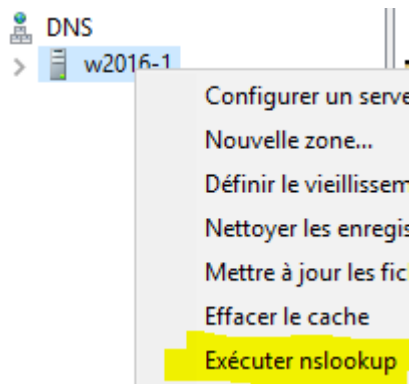 DNS
w2016-1
Configurer un serve
Nouvelle zone...
Définir le vieillissem
Nettoyer les enregis
Mettre à jour les fic
Effacer le cache
Exécuter nslookup